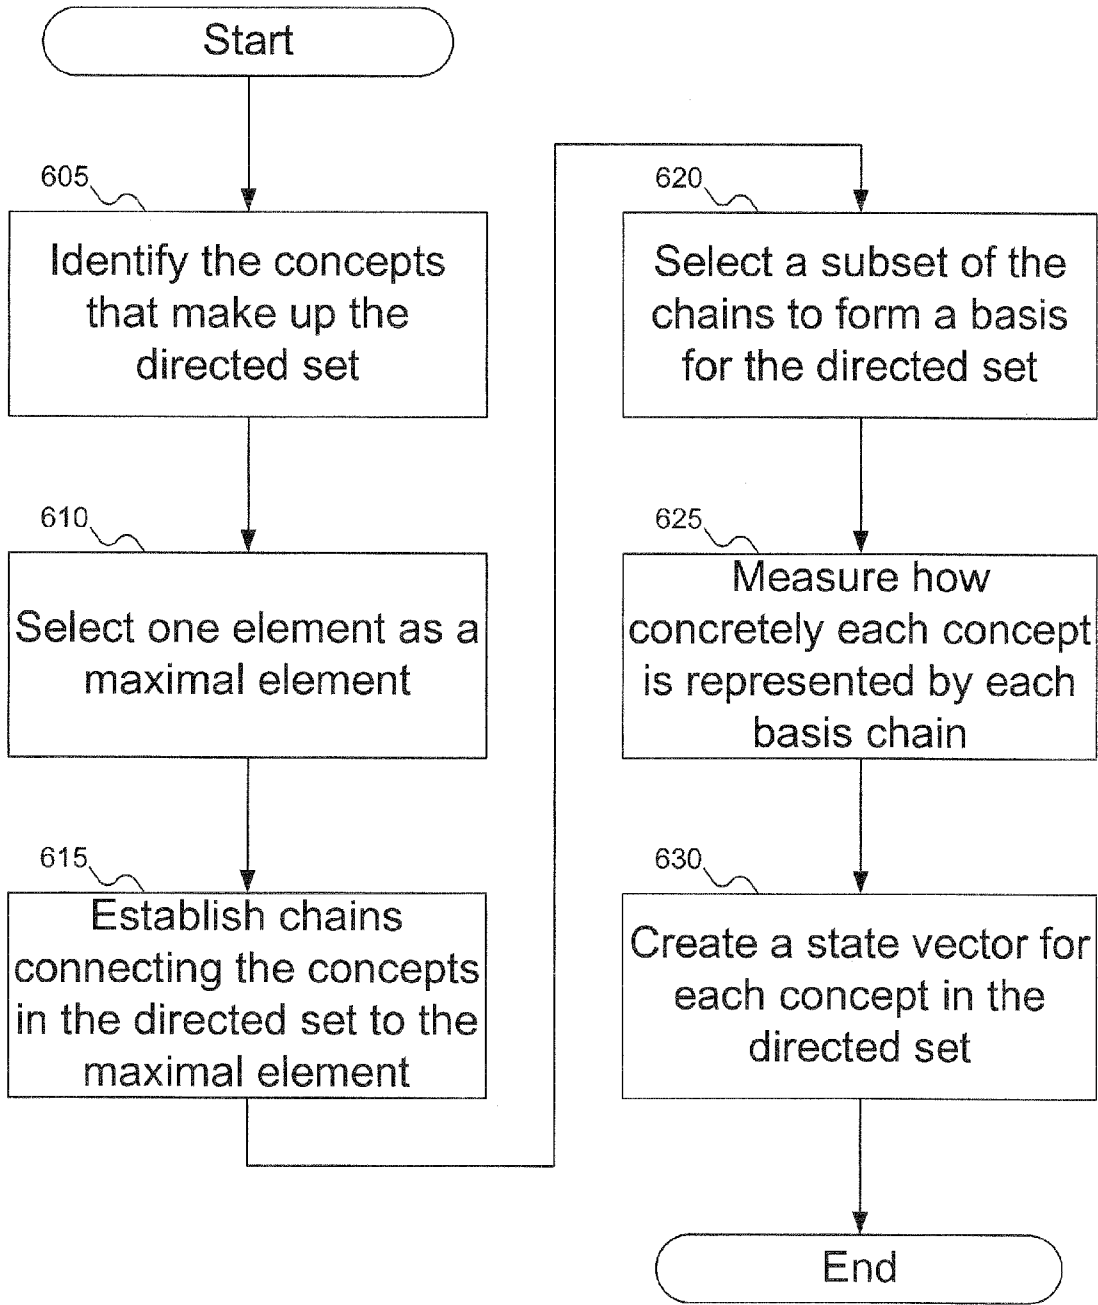 Start
605
Identify the concepts
that make up the
directed set
610
Select one element as a
maximal element
615
Establish chains
connecting the concepts
in the directed set to the
maximal element
620
Select a subset of the
chains to form a basis
for the directed set
625
Measure how
concretely each concept
is represented by each
basis chain
630
Create a state vector for
each concept in the
directed set
End